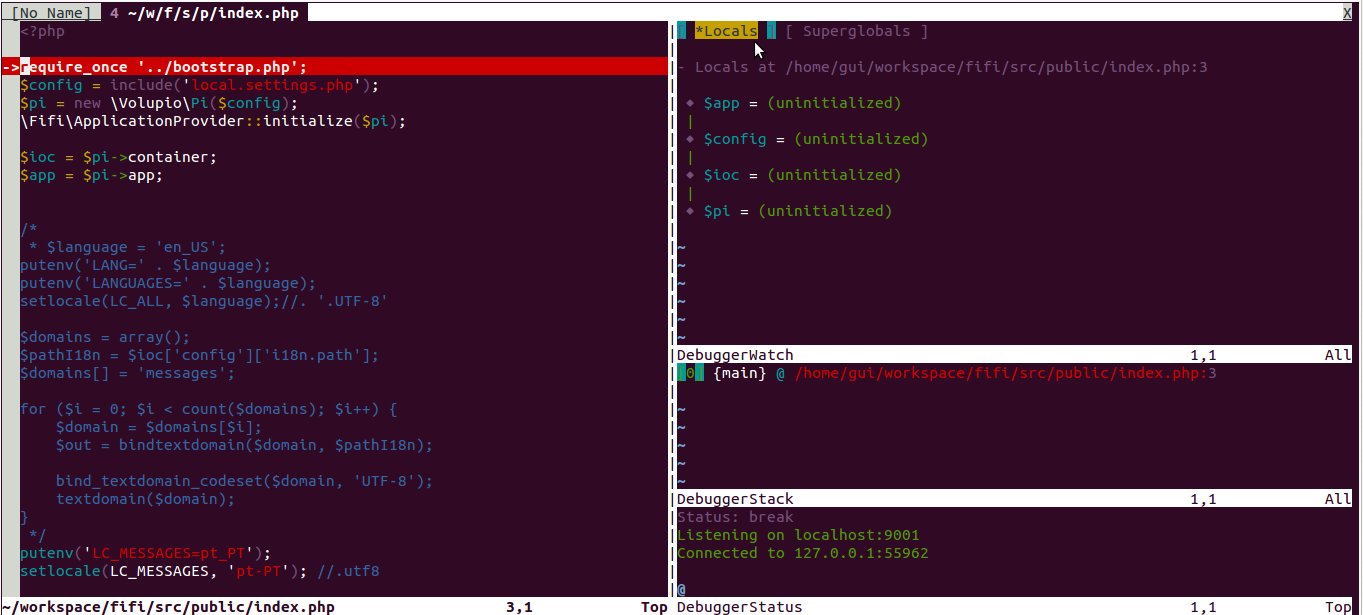 [No Name]  4 ~/w/f/s/p/index.php X
<?php
->require_once '../bootstrap.php';
$config = include('local.settings.php');
$pi = new \Volupio\Pi($config);
\Fifi\ApplicationProvider::initialize($pi);
$ioc = $pi->container;
$app = $pi->app;
/*
 * $language = 'en_US';
putenv('LANG=' . $language);
putenv('LANGUAGES=' . $language);
setlocale(LC_ALL, $language);//. '.UTF-8'
$domains = array();
$pathI18n = $ioc['config']['i18n.path'];
$domains[] = 'messages';
for ($i = 0; $i < count($domains); $i++) {
    $domain = $domains[$i];
    $out = bindtextdomain($domain, $pathI18n);
    bind_textdomain_codeset($domain, 'UTF-8');
    textdomain($domain);
}
 */
putenv('LC_MESSAGES=pt_PT');
setlocale(LC_MESSAGES, 'pt-PT'); //.utf8
~/workspace/fifi/src/public/index.php 3,1 Top
[ *Locals ] [ Superglobals ]
- Locals at /home/gui/workspace/fifi/src/public/index.php:3
◆ $app = (uninitialized)
|
◆ $config = (uninitialized)
|
◆ $ioc = (uninitialized)
|
◆ $pi = (uninitialized)
~
~
~
~
~
~
DebuggerWatch 1,1 All
[0] {main} @ /home/gui/workspace/fifi/src/public/index.php:3
~
~
~
~
~
DebuggerStack 1,1 All
Status: break
Listening on localhost:9001
Connected to 127.0.0.1:55962
@
DebuggerStatus 1,1 Top